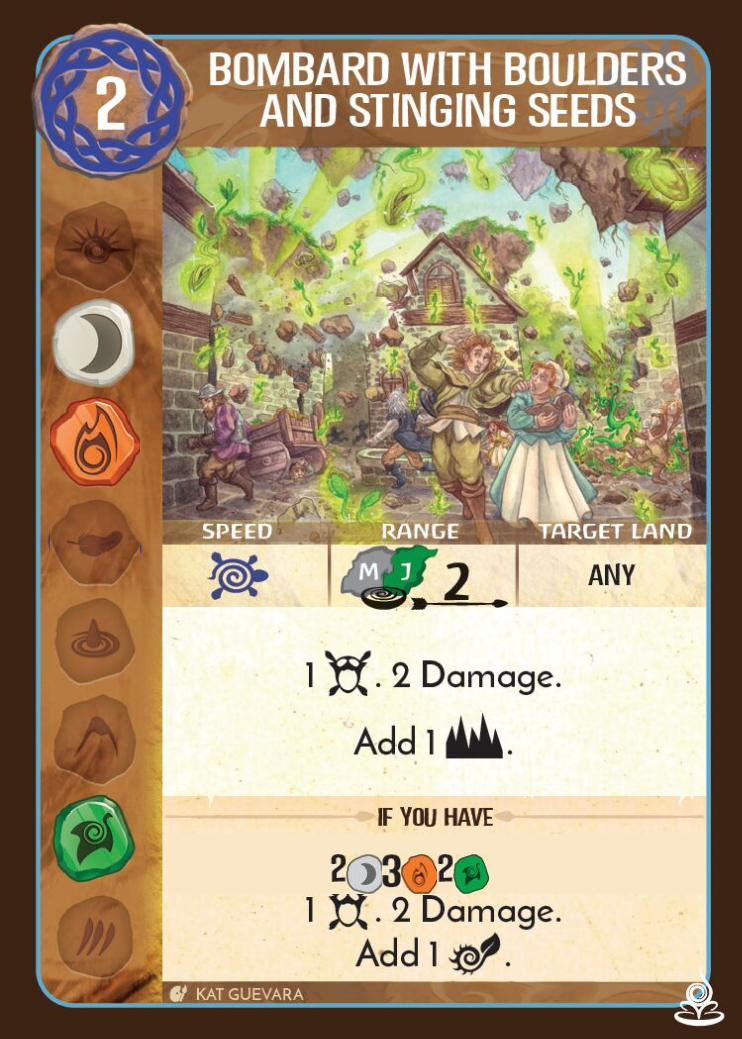 2
BOMBARD WITH BOULDERS
AND STINGING SEEDS
SPEED RANGE TARGET LAND
M J 2 ANY
1 . 2 Damage.
Add 1 .
IF YOU HAVE
2 3 2
1 . 2 Damage.
Add 1 .
KAT GUEVARA